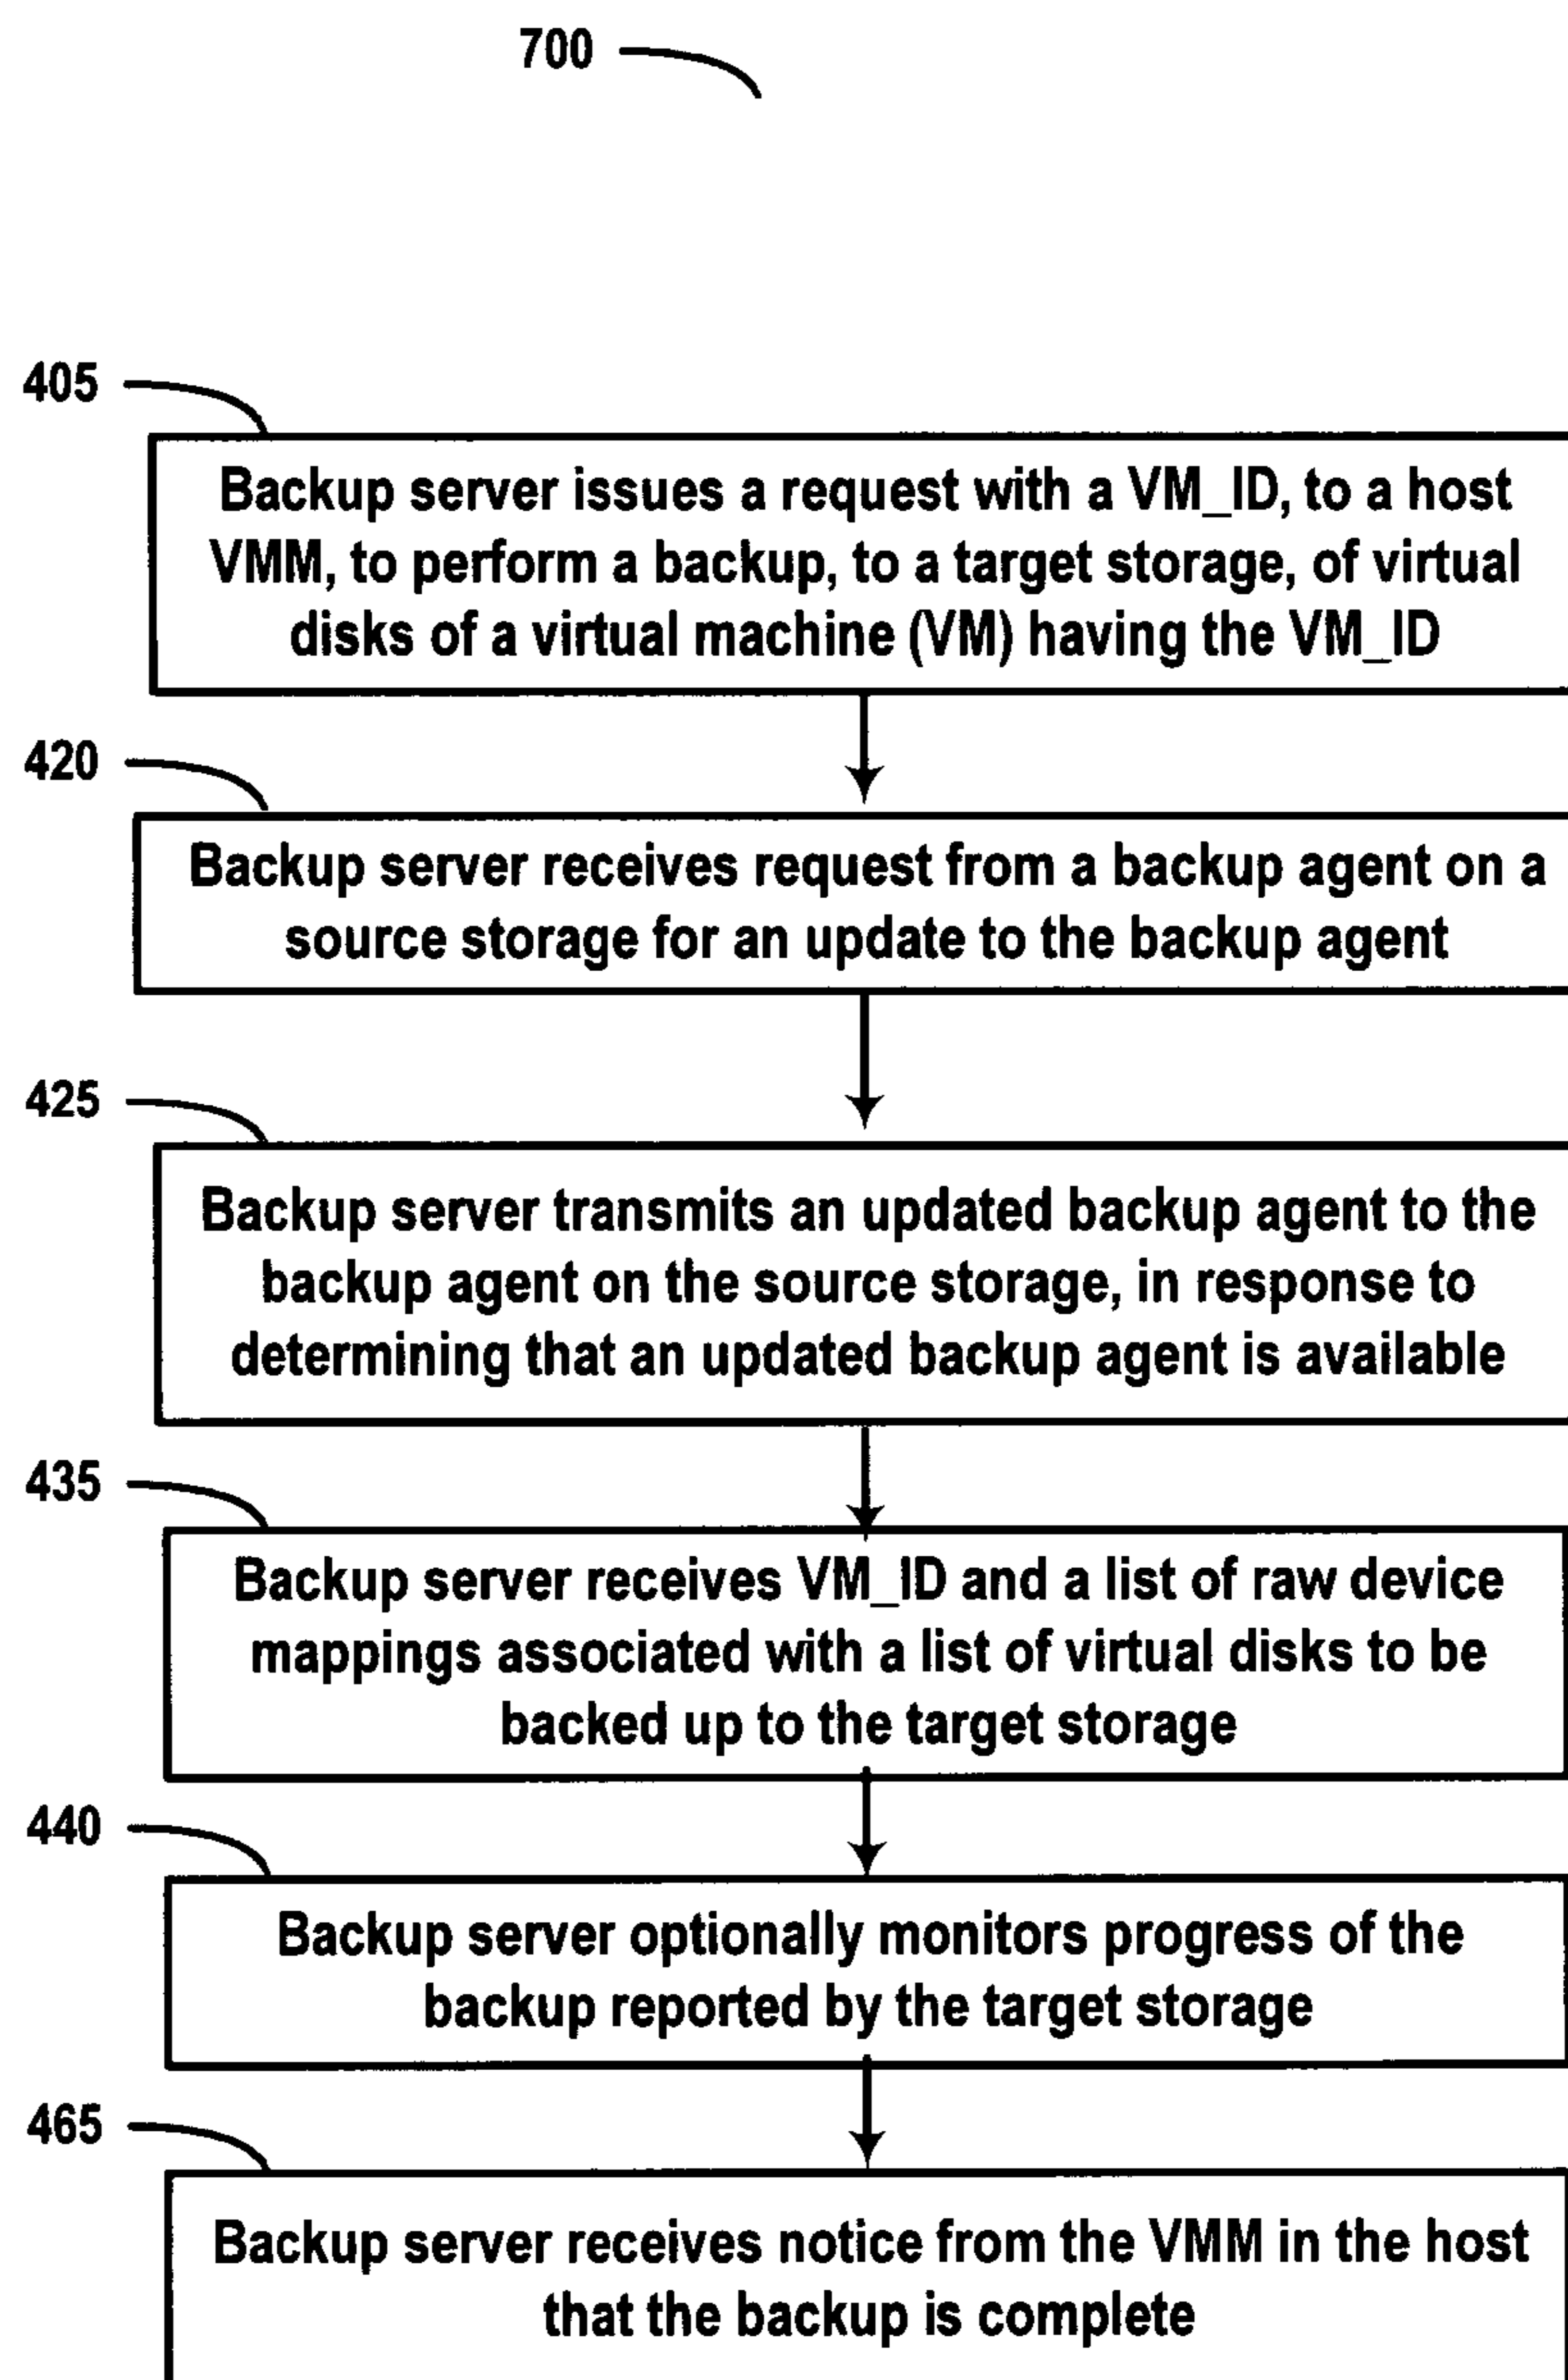 700
405
Backup server issues a request with a VM_ID, to a host
VMM, to perform a backup, to a target storage, of virtual
disks of a virtual machine (VM) having the VM_ID
420
Backup server receives request from a backup agent on a
source storage for an update to the backup agent
425
Backup server transmits an updated backup agent to the
backup agent on the source storage, in response to
determining that an updated backup agent is available
435
Backup server receives VM_ID and a list of raw device
mappings associated with a list of virtual disks to be
backed up to the target storage
440
Backup server optionally monitors progress of the
backup reported by the target storage
465
Backup server receives notice from the VMM in the host
that the backup is complete